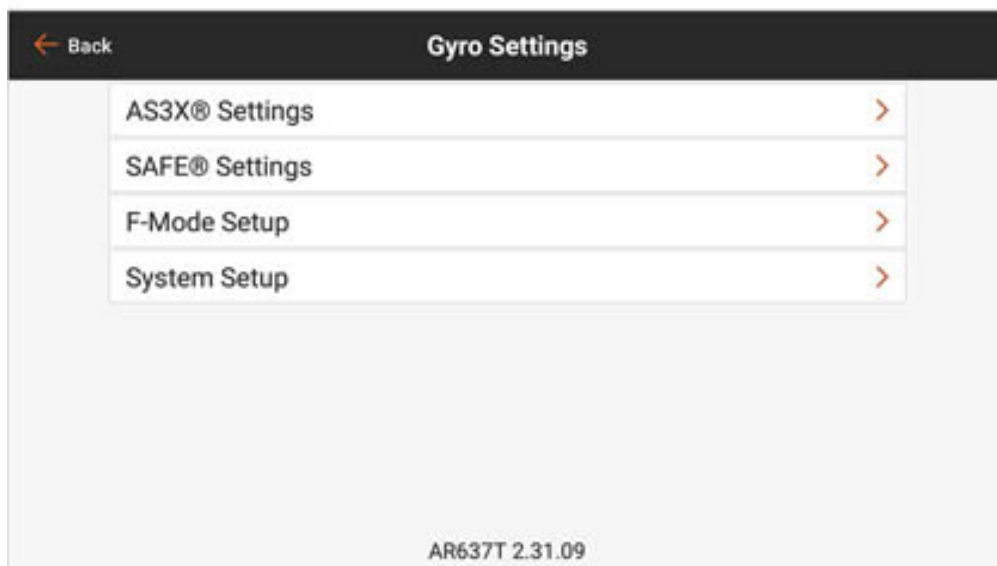 Back
Gyro Settings
AS3X® Settings
SAFE® Settings
F-Mode Setup
System Setup
AR637T 2.31.09